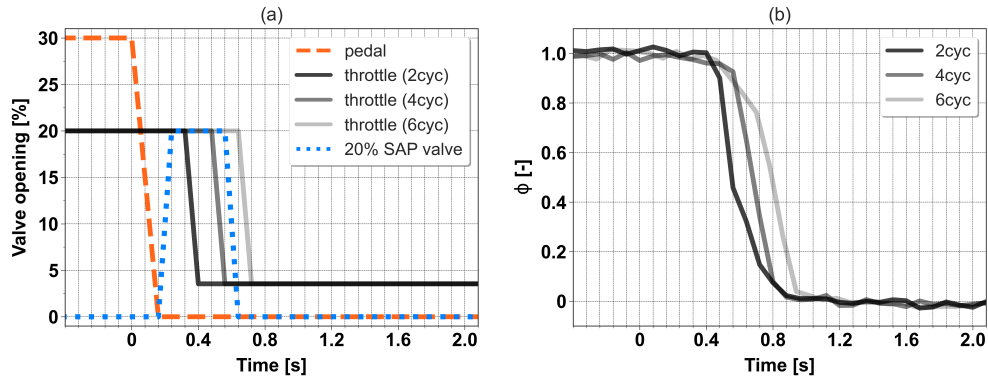 (a)
Valve opening [%]
30
25
20
15
10
5
0
pedal
throttle (2cyc)
throttle (4cyc)
throttle (6cyc)
20% SAP valve
0 0.4 0.8 1.2 1.6 2.0
Time [s]
(b)
ϕ [-]
1.0
0.8
0.6
0.4
0.2
0
2cyc
4cyc
6cyc
0 0.4 0.8 1.2 1.6 2.0
Time [s]